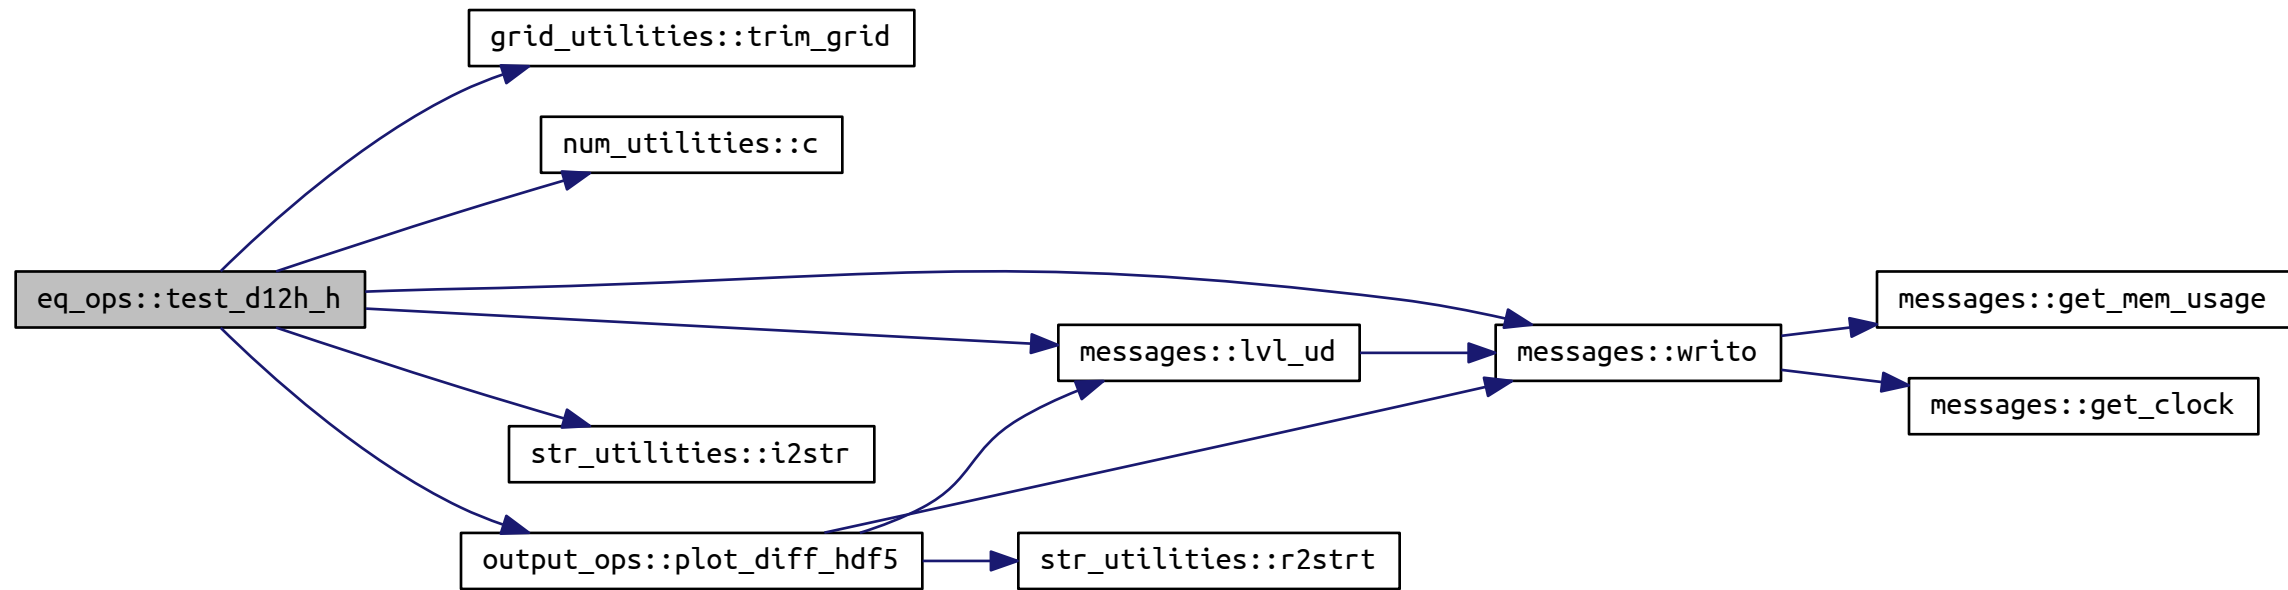 grid_utilities::trim_grid
num_utilities::c
eq_ops::test_d12h_h
messages::get_mem_usage
messages::lvl_ud
messages::writo
messages::get_clock
str_utilities::i2str
output_ops::plot_diff_hdf5
str_utilities::r2strt